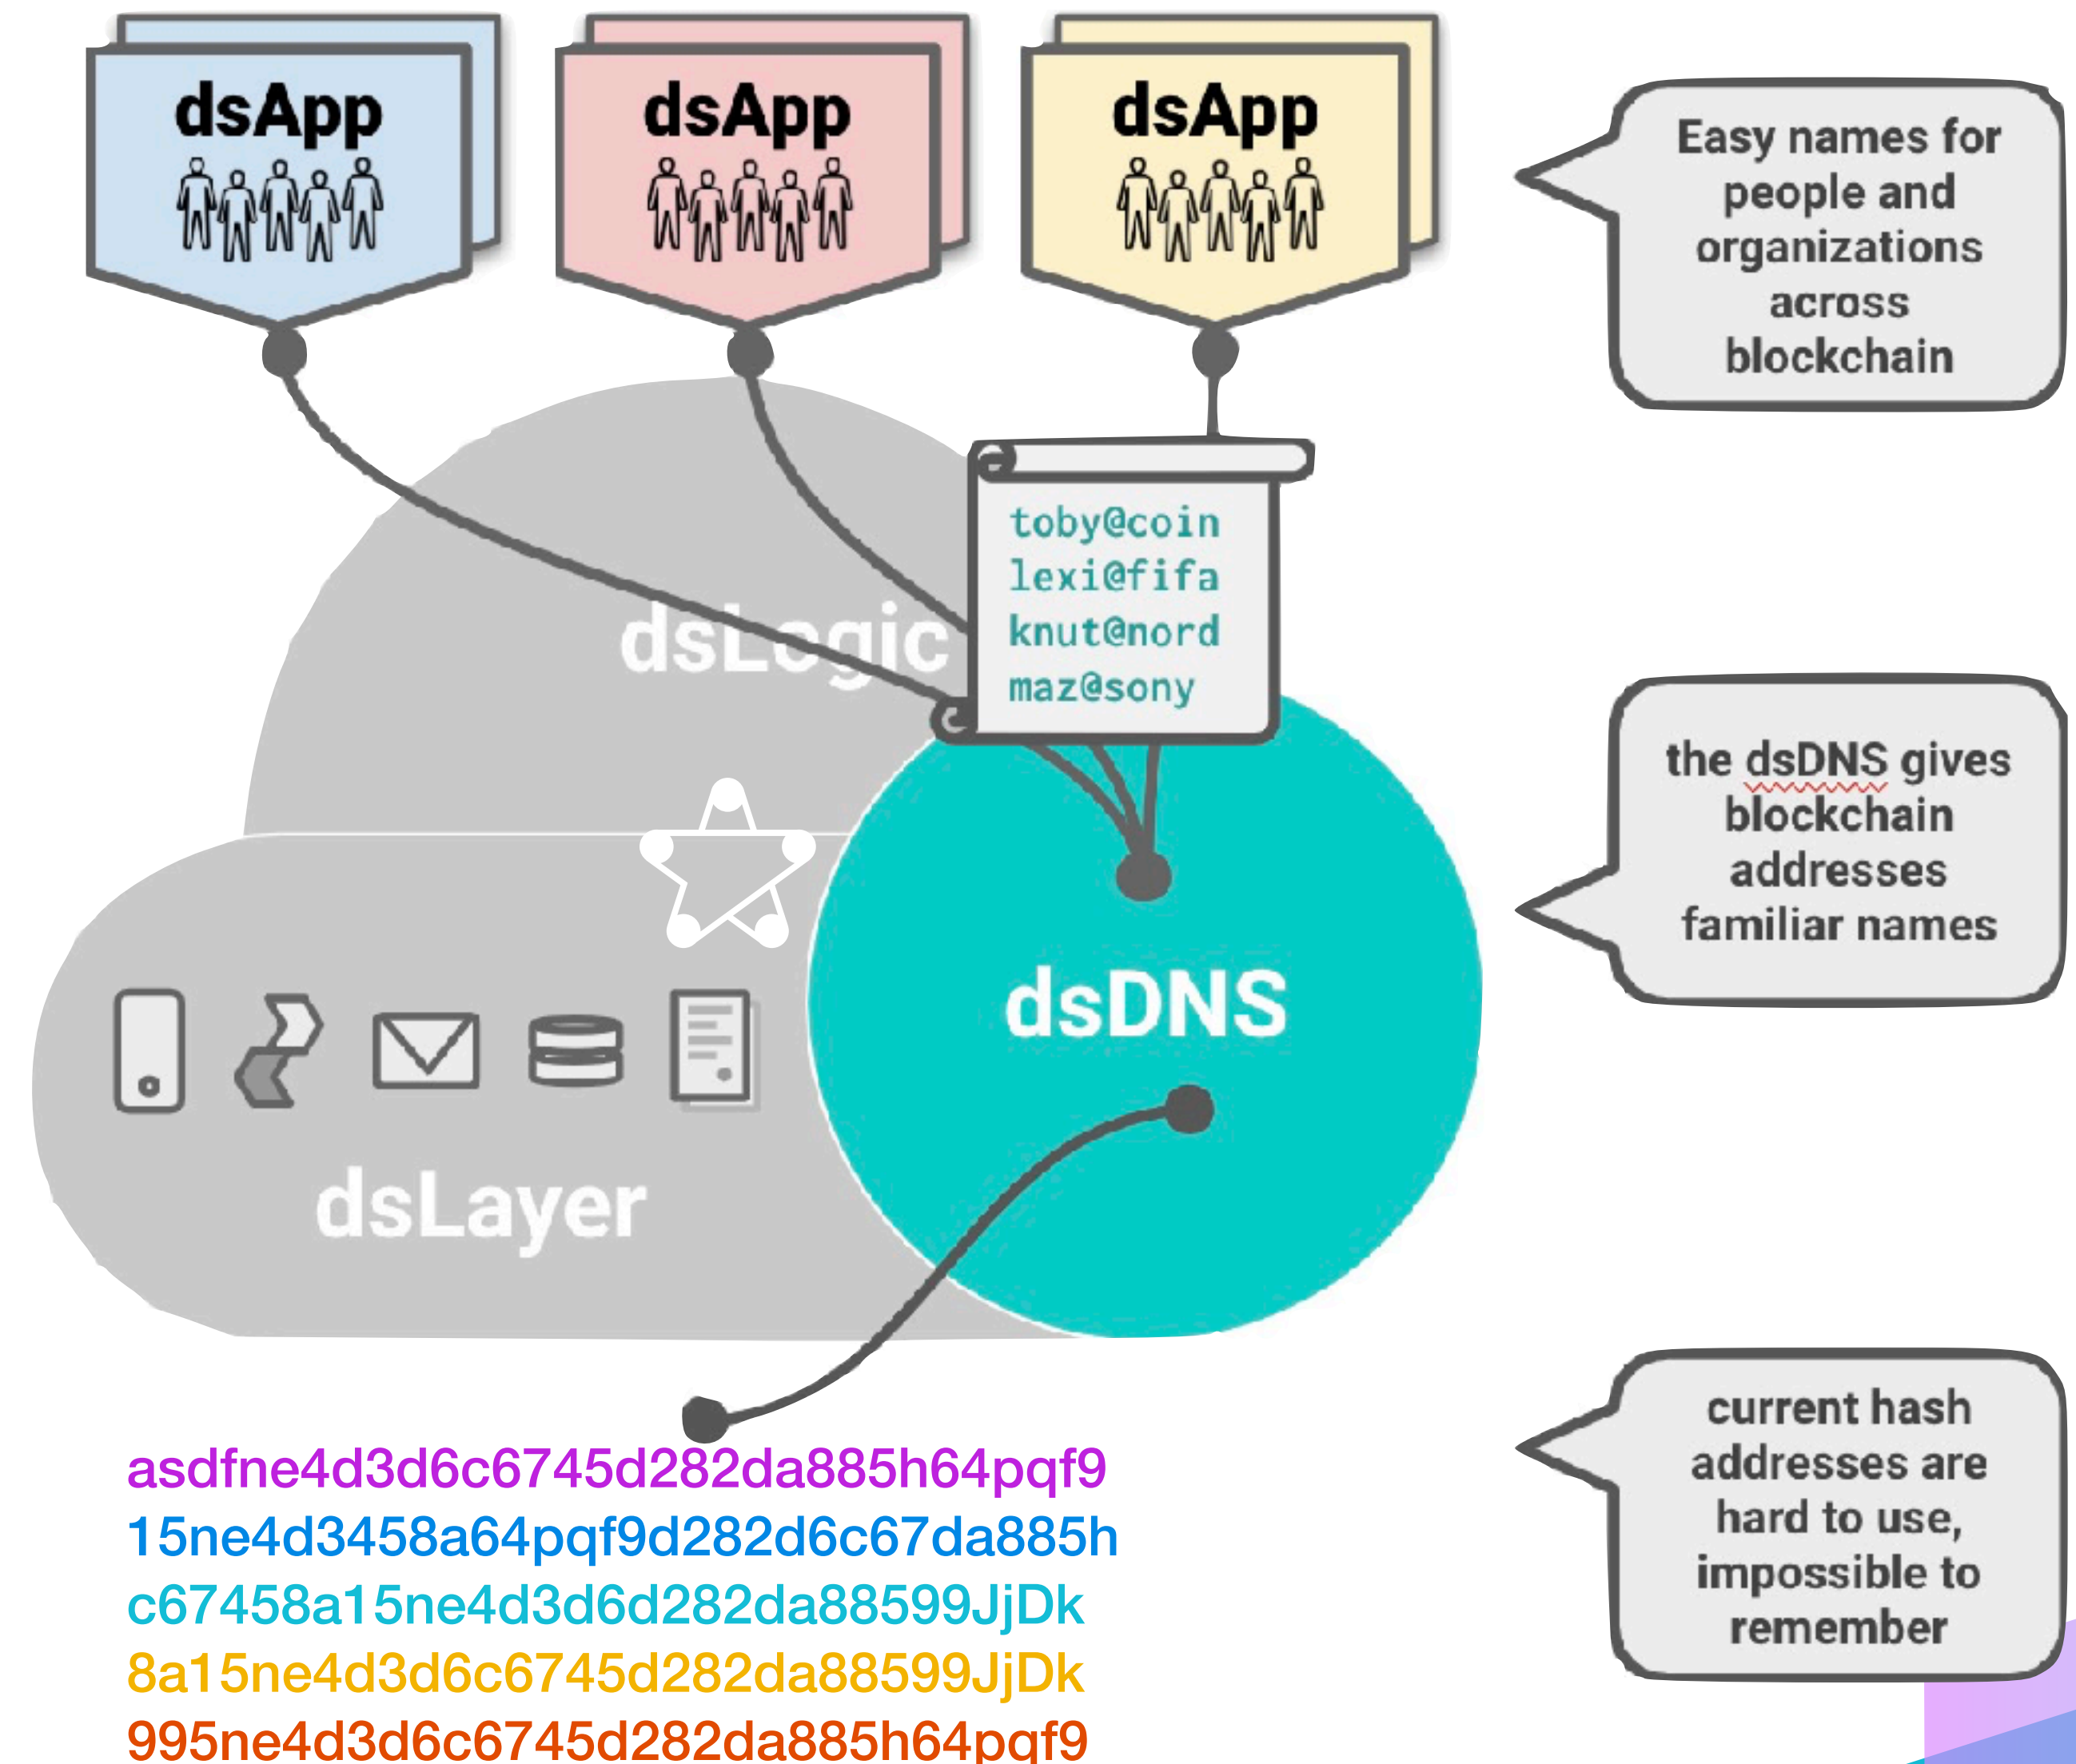 dsApp
dsApp
dsApp
Easy names for
people and
organizations
across
blockchain
toby@coin
lexi@fifa
knut@nord
maz@sony
dsLogic
the dsDNS gives
blockchain
addresses
familiar names
dsDNS
dsLayer
current hash
addresses are
hard to use,
impossible to
remember
asdfne4d3d6c6745d282da885h64pqf9
15ne4d3458a64pqf9d282d6c67da885h
c67458a15ne4d3d6d282da88599JjDk
8a15ne4d3d6c6745d282da88599JjDk
995ne4d3d6c6745d282da885h64pqf9